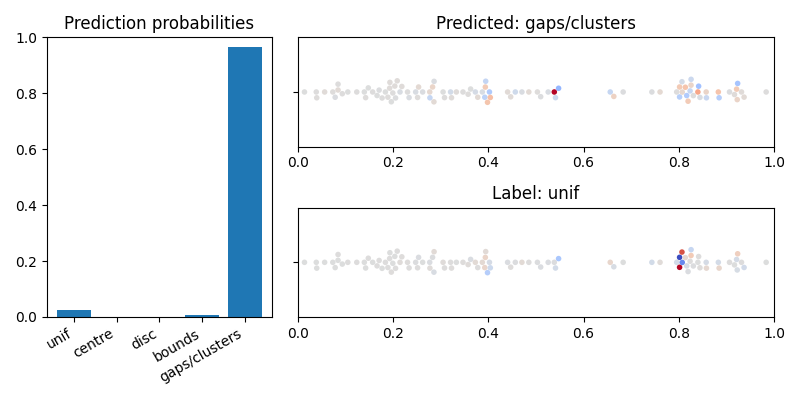 Prediction probabilities
1.0
0.8
0.6
0.4
0.2
0.0
unif
centre
disc
bounds
gaps/clusters
Predicted: gaps/clusters
0.0 0.2 0.4 0.6 0.8 1.0
Label: unif
0.0 0.2 0.4 0.6 0.8 1.0